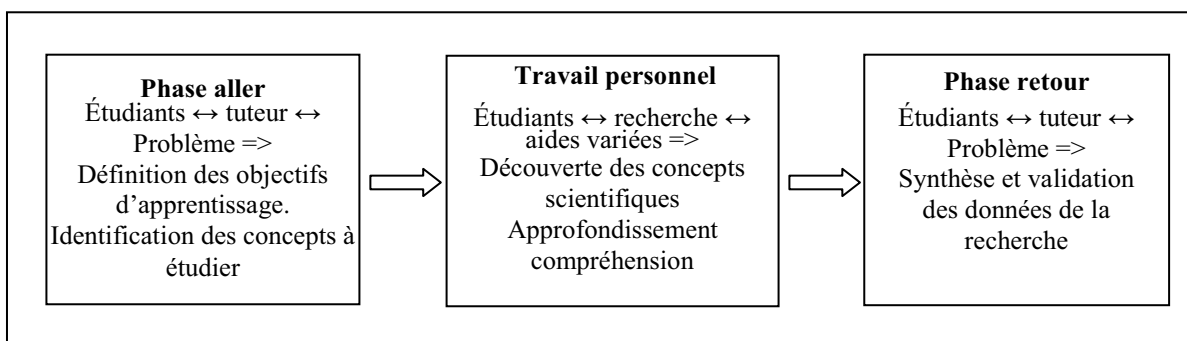 Phase aller
Étudiants ↔ tuteur ↔
Problème =>
Définition des objectifs
d’apprentissage.
Identification des concepts à
étudier
Travail personnel
Étudiants ↔ recherche ↔
aides variées =>
Découverte des concepts
scientifiques
Approfondissement
compréhension
Phase retour
Étudiants ↔ tuteur ↔
Problème =>
Synthèse et validation
des données de la
recherche